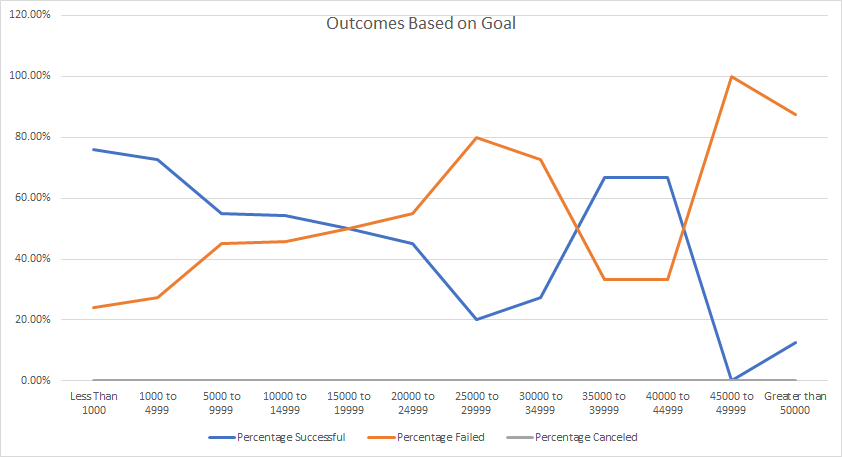 Outcomes Based on Goal
120.00%
100.00%
80.00%
60.00%
40.00%
20.00%
0.00%
Less Than
1000
1000 to
4999
5000 to
9999
10000 to
14999
15000 to
19999
20000 to
24999
25000 to
29999
30000 to
34999
35000 to
39999
40000 to
44999
45000 to
49999
Greater than
50000
Percentage Successful
Percentage Failed
Percentage Canceled